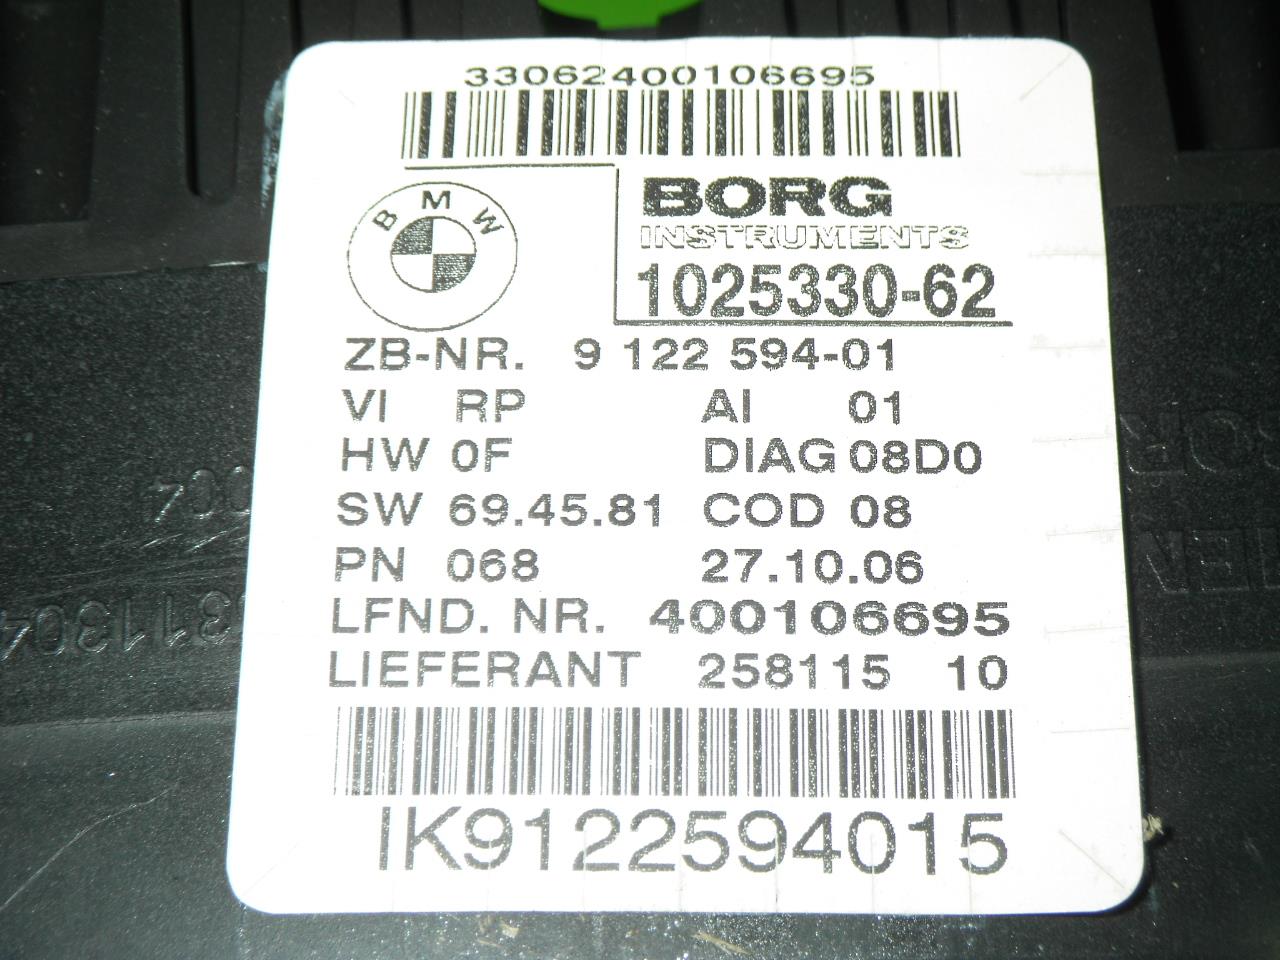 33062400106695
BMW
BORG
INSTRUMENTS
1025330-62
ZB-NR. 9 122 594-01
VI RP AI 01
HW 0F DIAG 08D0
SW 69.45.81 COD 08
PN 068 27.10.06
LFND. NR. 400106695
LIEFERANT 258115 10
IK9122594015